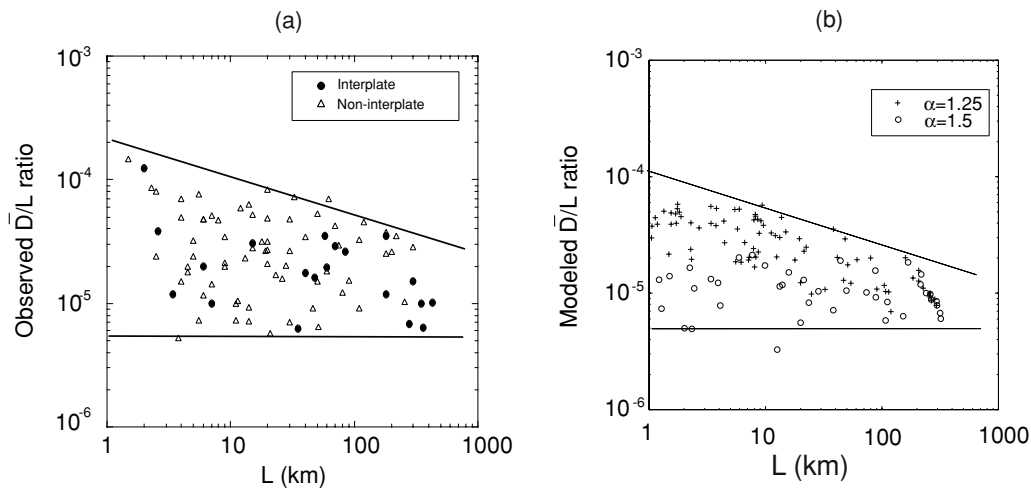 (a)
10⁻³
10⁻⁴
10⁻⁵
10⁻⁶
Observed D̄/L ratio
Interplate
Non-interplate
1
10
100
1000
L (km)
(b)
10⁻³
10⁻⁴
10⁻⁵
10⁻⁶
Modeled D̄/L ratio
α=1.25
α=1.5
1
10
100
1000
L (km)